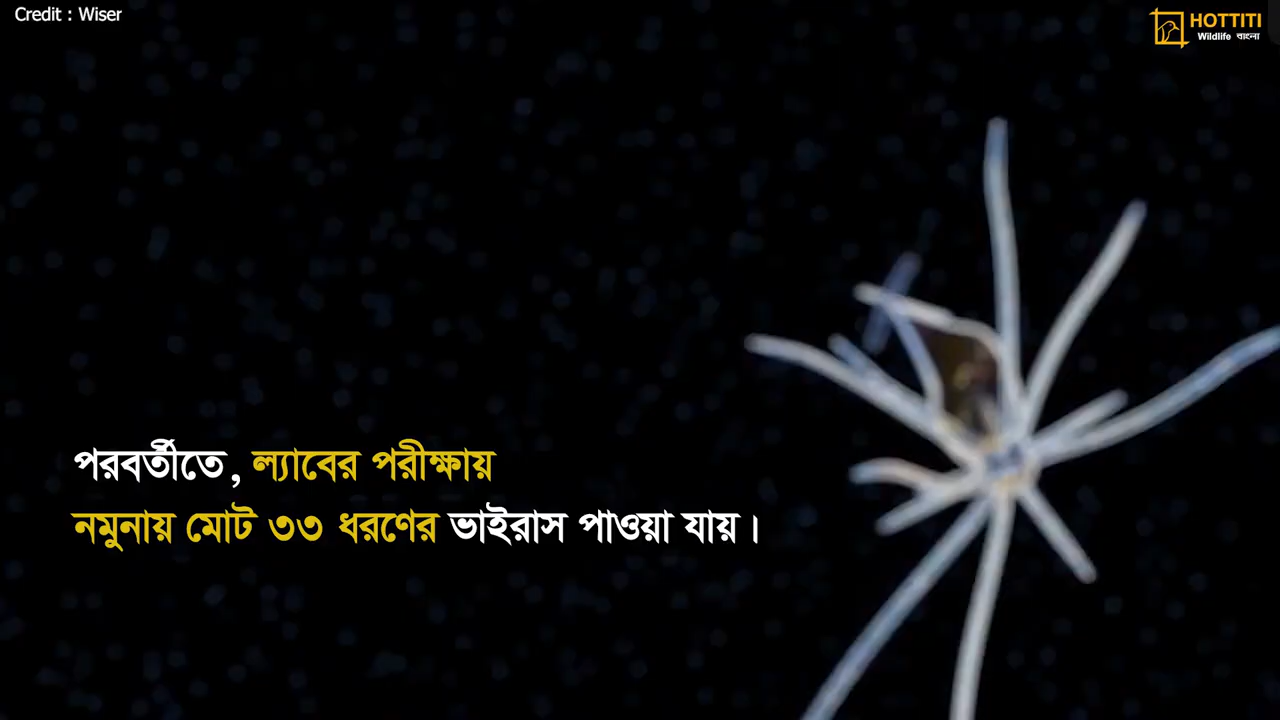 Credit : Wiser
HOTTITI
Wildlife বাংলা
পরবর্তীতে, ল্যাবের পরীক্ষায়
নমুনায় মোট ৩৩ ধরণের ভাইরাস পাওয়া যায়।